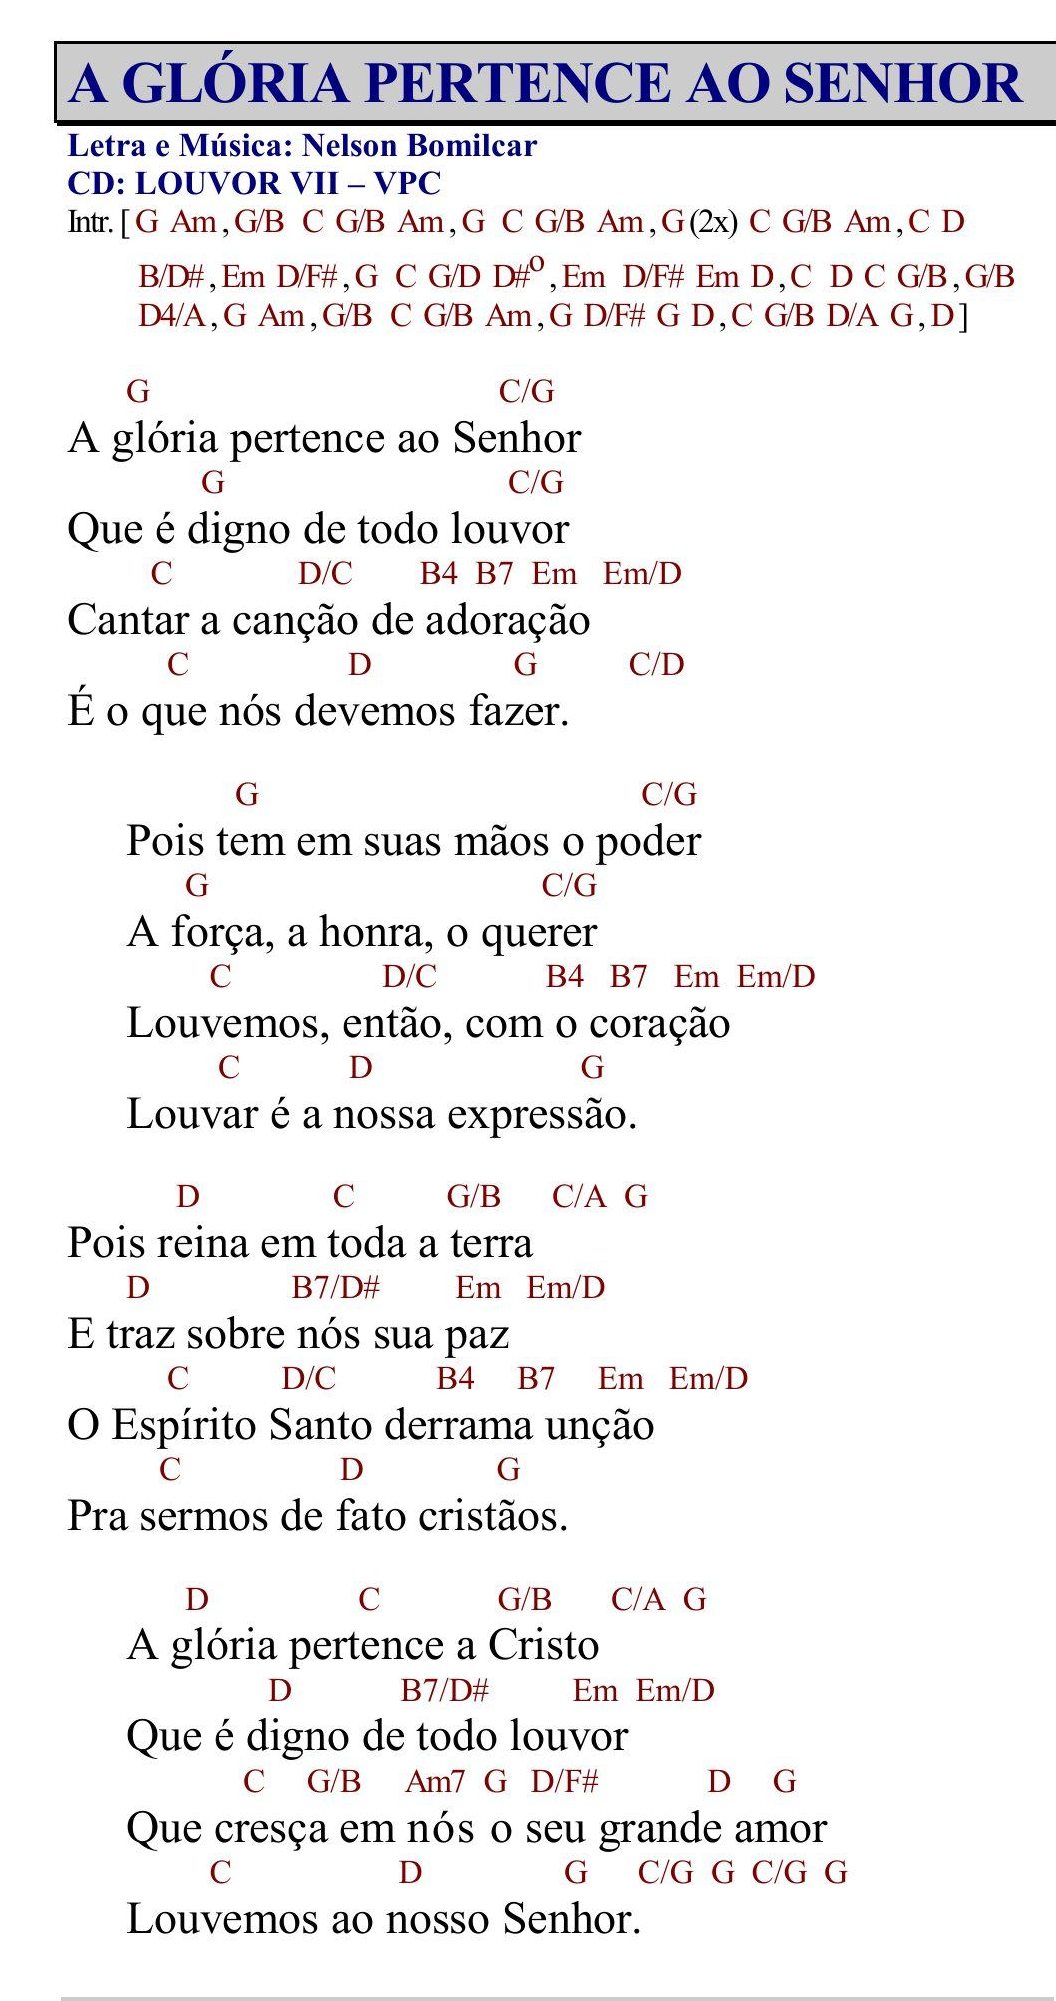 A GLÓRIA PERTENCE AO SENHOR
Letra e Música: Nelson Bomilcar
CD: LOUVOR VII – VPC
Intr. [ G Am , G/B C G/B Am , G C G/B Am , G (2x) C G/B Am , C D
B/D# , Em D/F# , G C G/D D#º , Em D/F# Em D , C D C G/B , G/B
D4/A , G Am , G/B C G/B Am , G D/F# G D , C G/B D/A G , D ]
G C/G
A glória pertence ao Senhor
G C/G
Que é digno de todo louvor
C D/C B4 B7 Em Em/D
Cantar a canção de adoração
C D G C/D
É o que nós devemos fazer.
G C/G
Pois tem em suas mãos o poder
G C/G
A força, a honra, o querer
C D/C B4 B7 Em Em/D
Louvemos, então, com o coração
C D G
Louvar é a nossa expressão.
D C G/B C/A G
Pois reina em toda a terra
D B7/D# Em Em/D
E traz sobre nós sua paz
C D/C B4 B7 Em Em/D
O Espírito Santo derrama unção
C D G
Pra sermos de fato cristãos.
D C G/B C/A G
A glória pertence a Cristo
D B7/D# Em Em/D
Que é digno de todo louvor
C G/B Am7 G D/F# D G
Que cresça em nós o seu grande amor
C D G C/G G C/G G
Louvemos ao nosso Senhor.